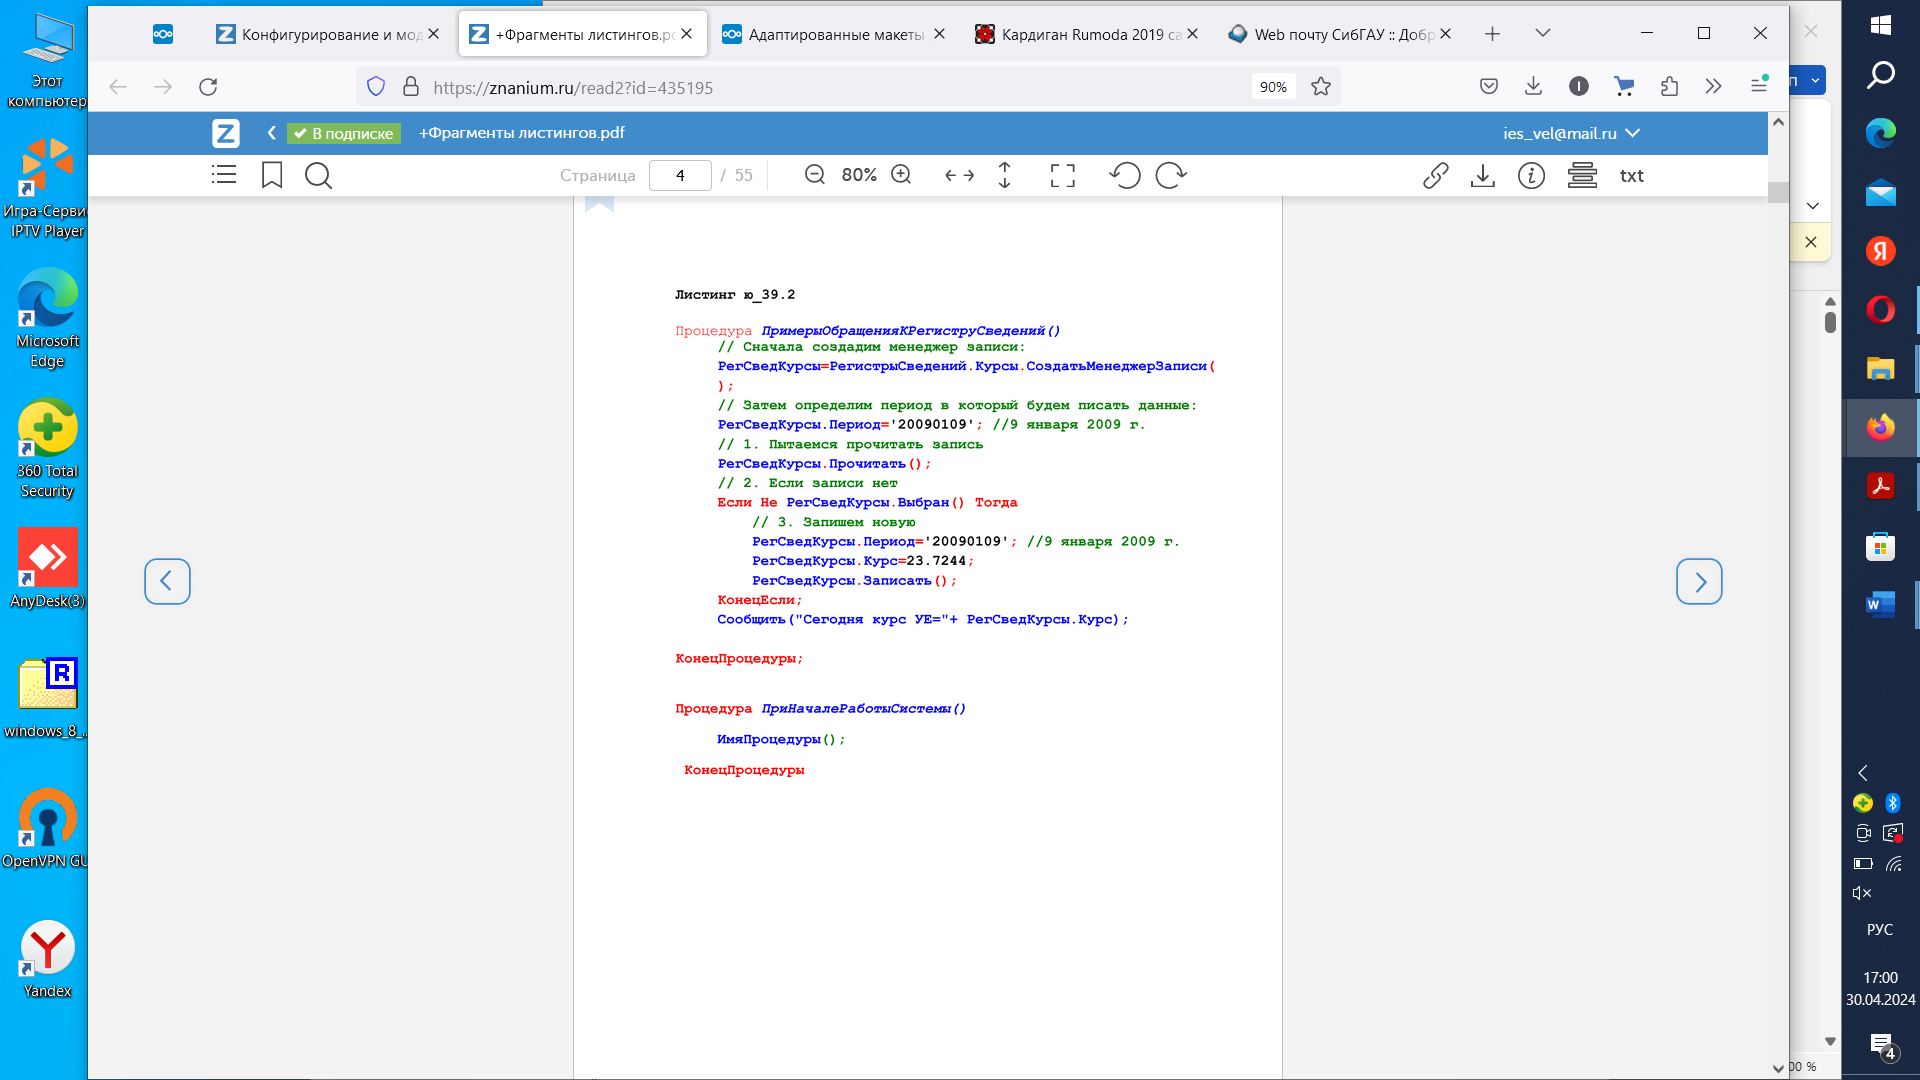 Этот
компьютер
Игра-Серви
IPTV Player
Microsoft
Edge
360 Total
Security
AnyDesk(3)
R
windows_8_..
OpenVPN GU
Yandex
Конфигурирование и мод
+Фрагменты листингов.pd
Адаптированные макеты
Кардиган Rumoda 2019 са
Web почту СибГАУ :: Добр
https://znanium.ru/read2?id=435195
90%
В подписке
+Фрагменты листингов.pdf
ies_vel@mail.ru
Страница 4 / 55
80%
txt
Листинг ю_39.2
Процедура ПримерыОбращенияКРегиструСведений()
// Сначала создадим менеджер записи:
РегСведКурсы=РегистрыСведений.Курсы.СоздатьМенеджерЗаписи(
);
// Затем определим период в который будем писать данные:
РегСведКурсы.Период='20090109'; //9 января 2009 г.
// 1. Пытаемся прочитать запись
РегСведКурсы.Прочитать();
// 2. Если записи нет
Если Не РегСведКурсы.Выбран() Тогда
// 3. Запишем новую
РегСведКурсы.Период='20090109'; //9 января 2009 г.
РегСведКурсы.Курс=23.7244;
РегСведКурсы.Записать();
КонецЕсли;
Сообщить("Сегодня курс УЕ="+ РегСведКурсы.Курс);
КонецПроцедуры;
Процедура ПриНачалеРаботыСистемы()
ИмяПроцедуры();
КонецПроцедуры
РУС
17:00
30.04.2024
4
00 %